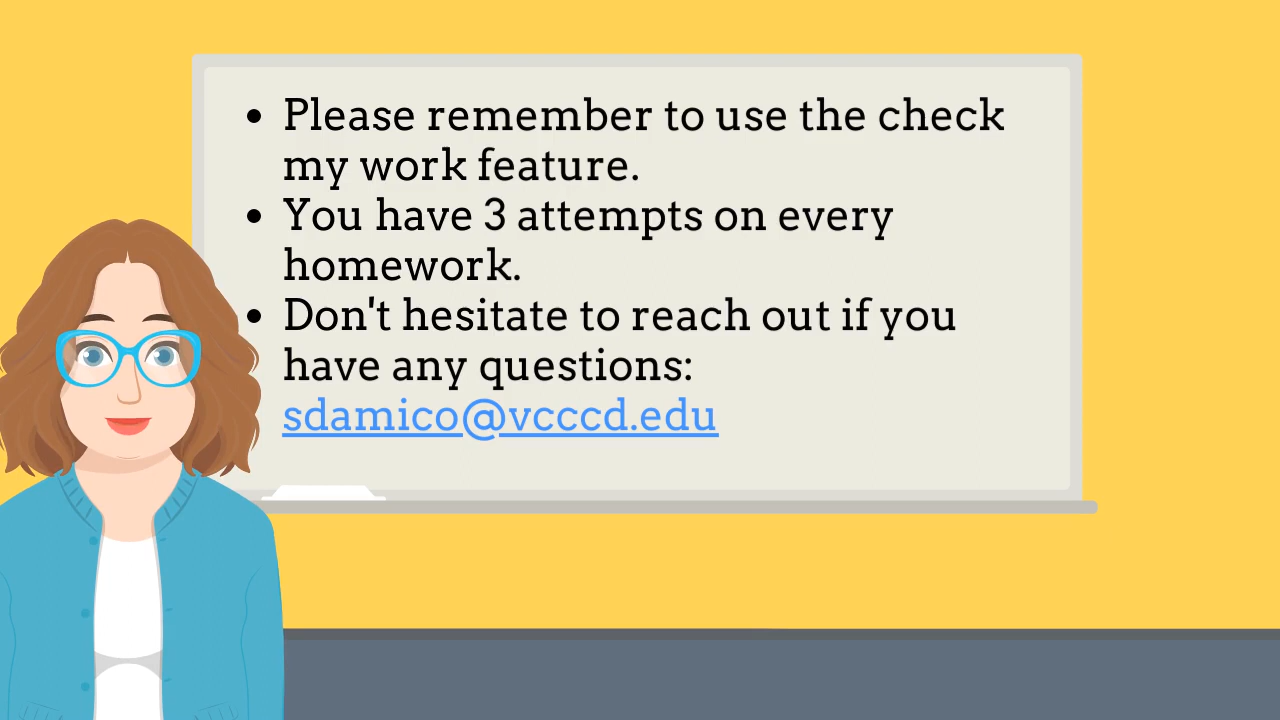 • Please remember to use the check
my work feature.
• You have 3 attempts on every
homework.
• Don't hesitate to reach out if you
have any questions:
sdamico@vcccd.edu